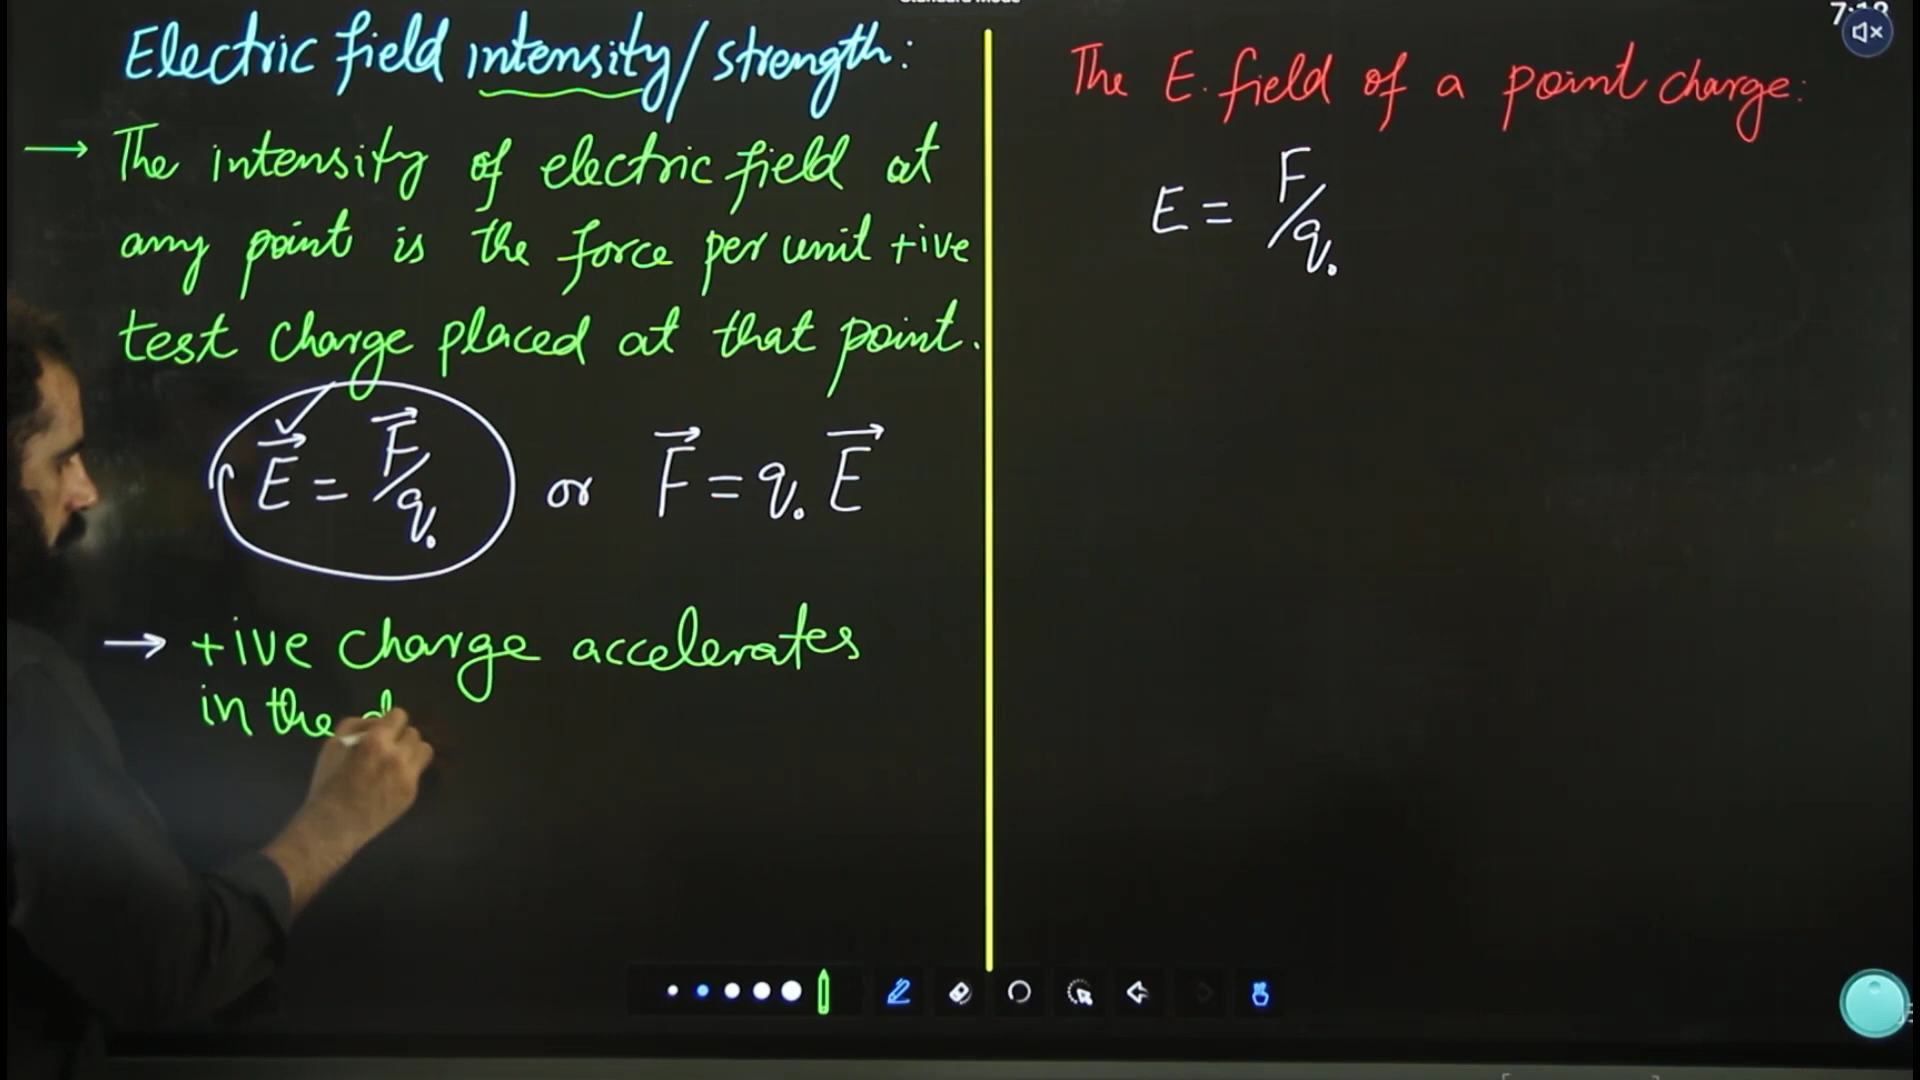 Electric field intensity/strength:
→ The intensity of electric field at
any point is the force per unit +ive
test charge placed at that point.
E⃗ = F⃗/q₀ or F⃗ = q₀ E⃗
→ +ive charge accelerates
in the d
The E. field of a point charge:
E = F/q₀